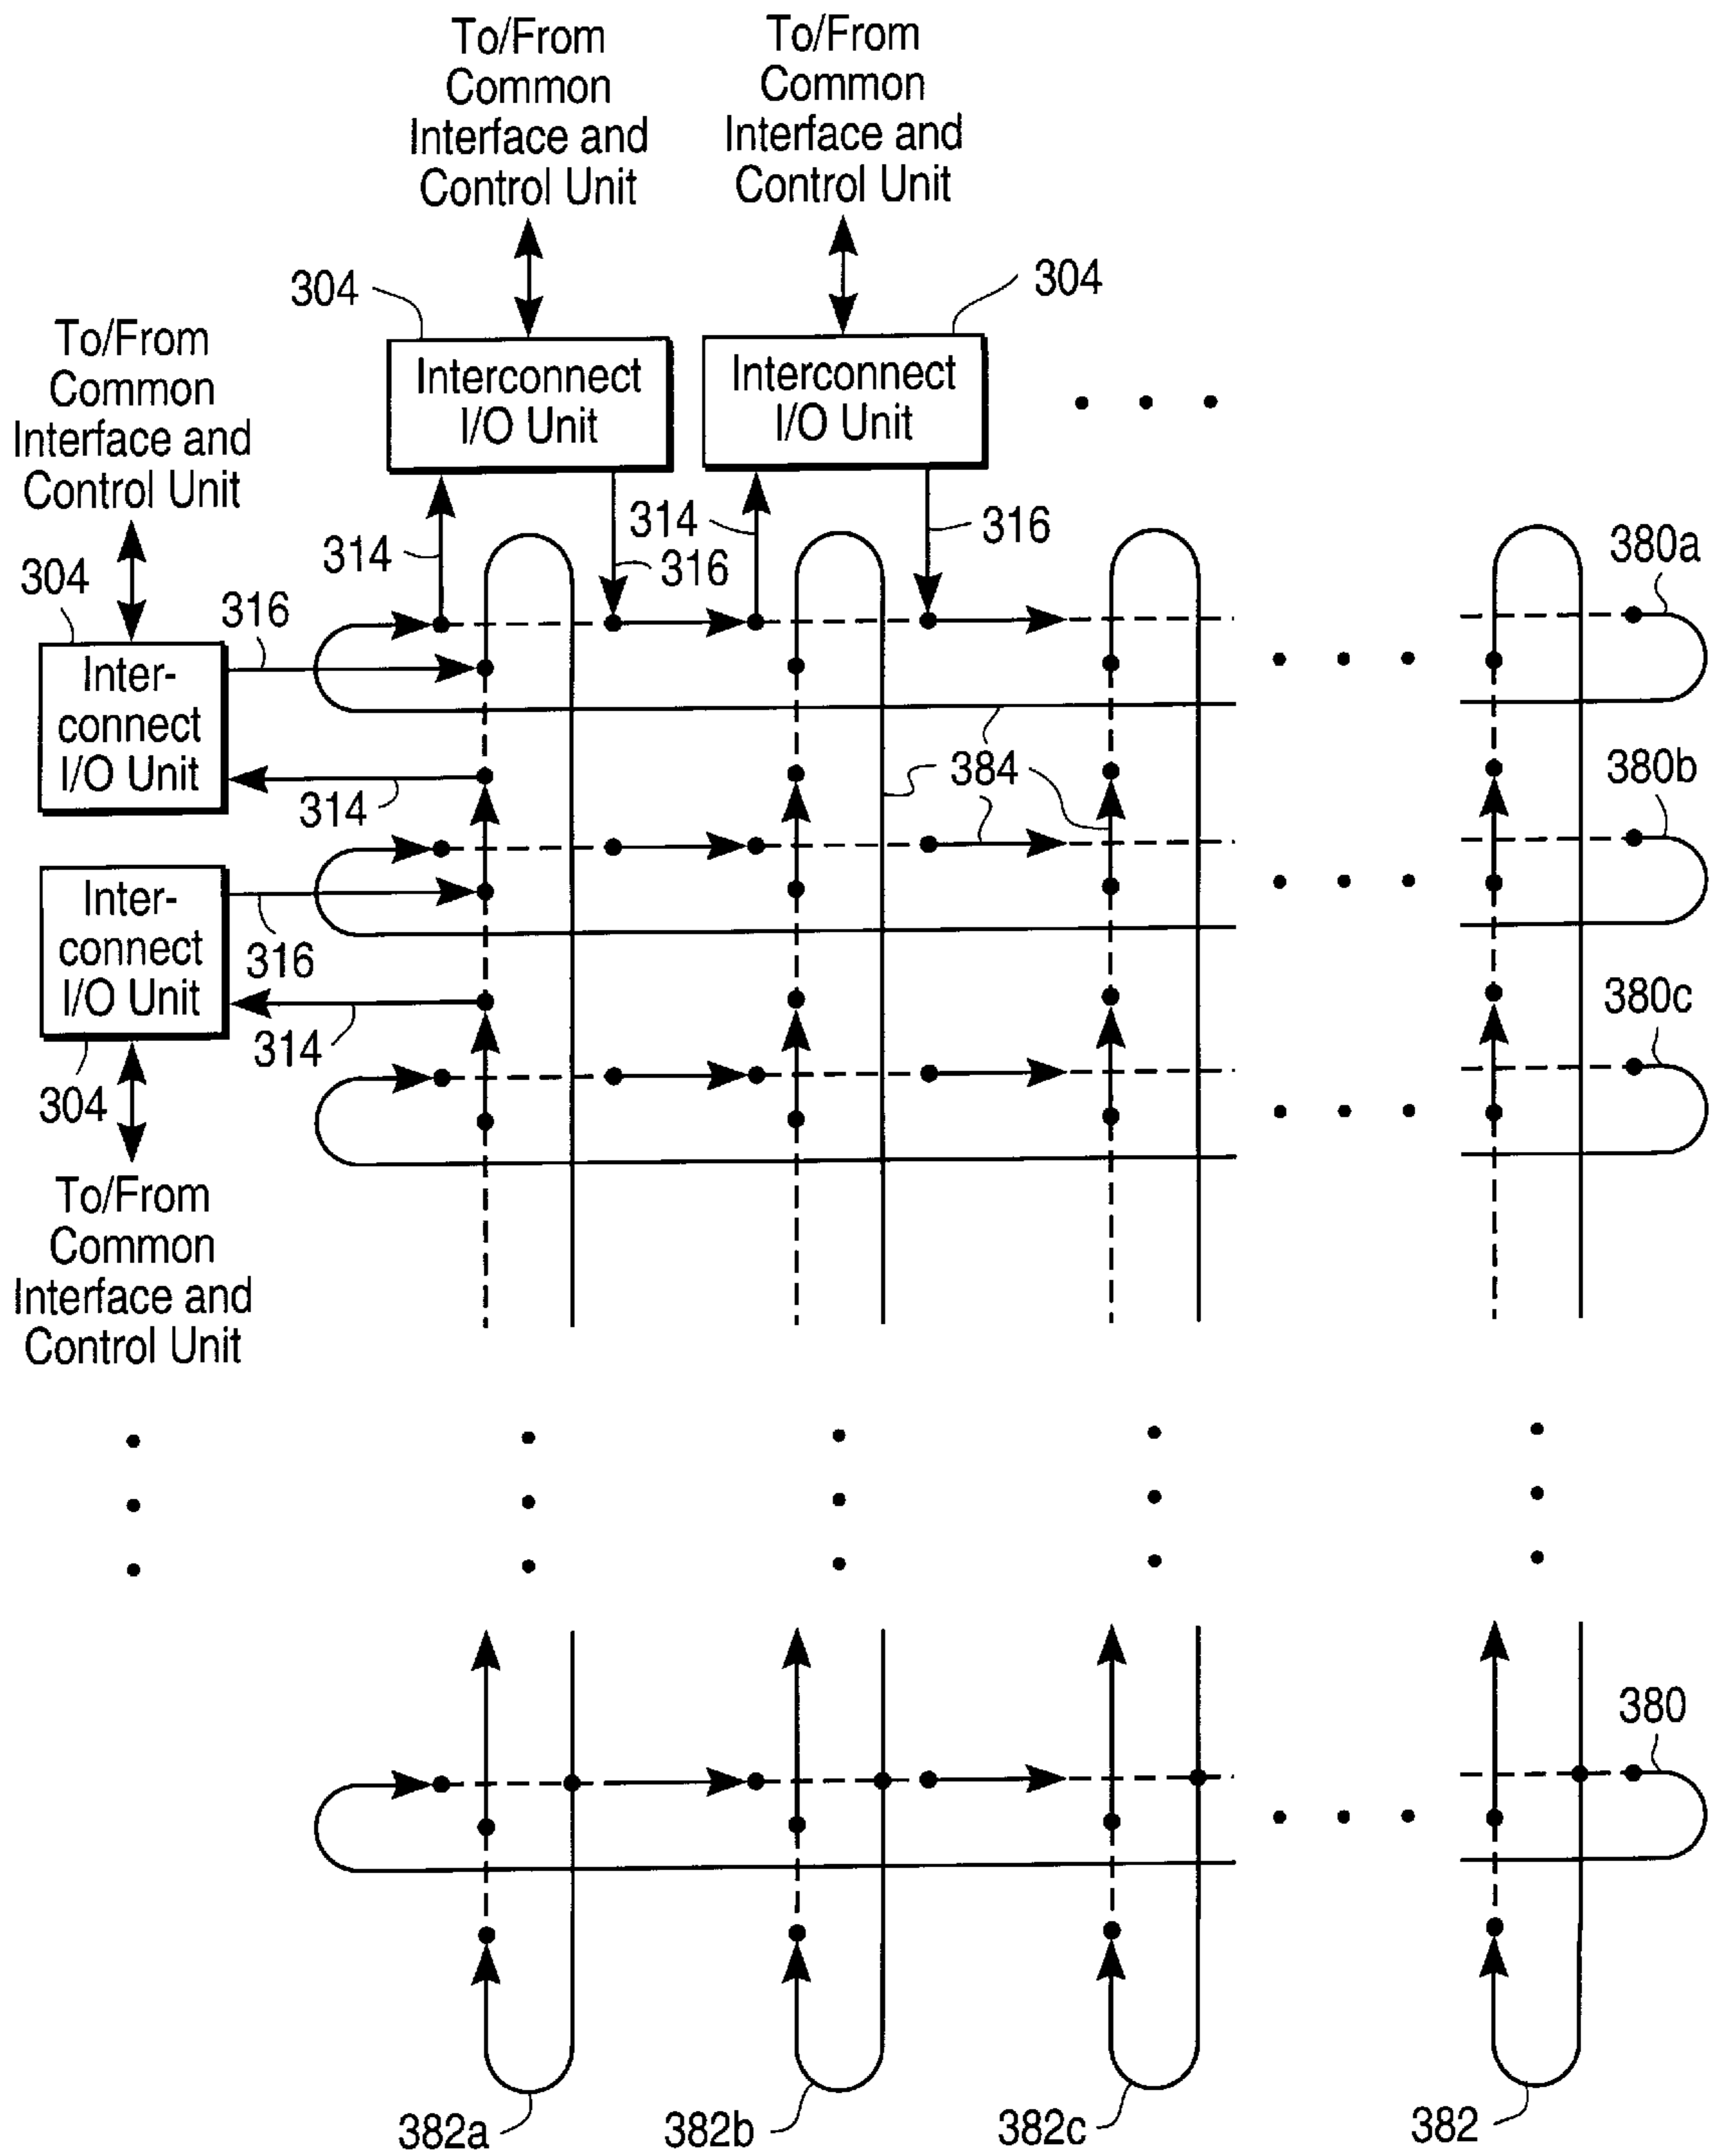 To/From
Common
Interface and
Control Unit
To/From
Common
Interface and
Control Unit
304
304
To/From
Common
Interface and
Control Unit
Interconnect
I/O Unit
Interconnect
I/O Unit
304
316
314
316
314
316
380a
Inter-
connect
I/O Unit
314
384
380b
Inter-
connect
I/O Unit
316
314
380c
304
To/From
Common
Interface and
Control Unit
380
382a
382b
382c
382